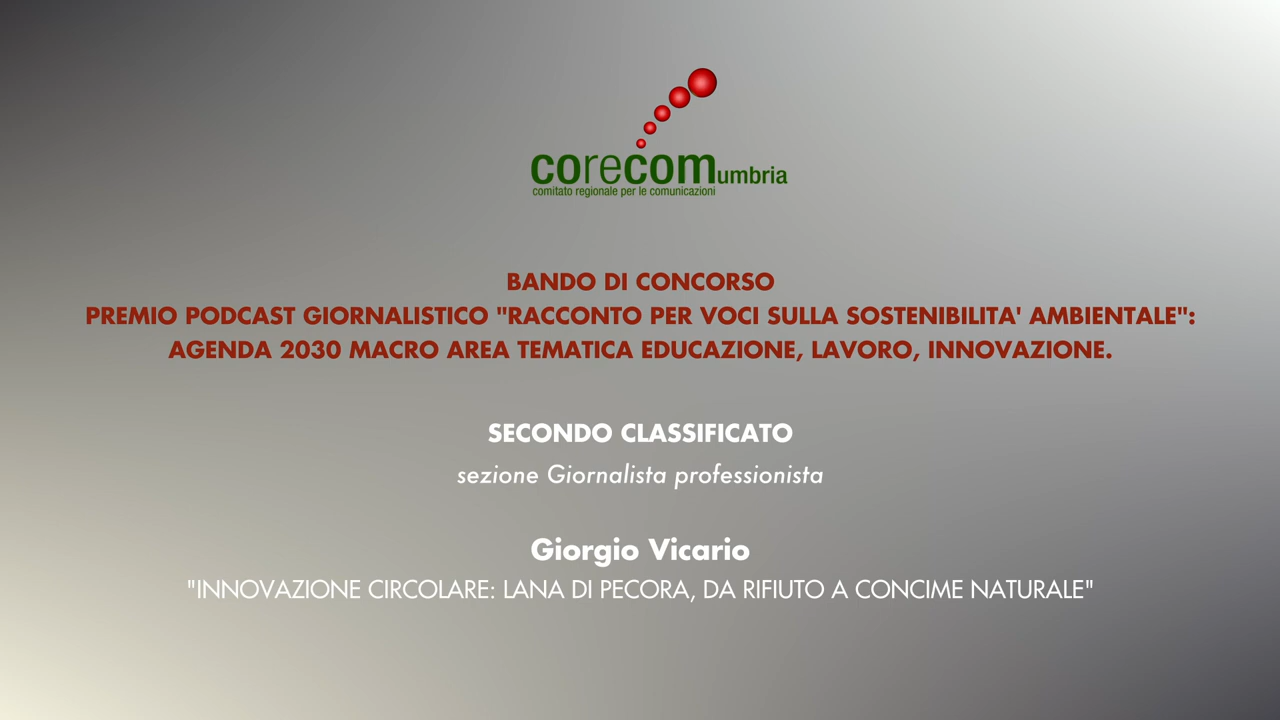 corecomumbria
comitato regionale per le comunicazioni
BANDO DI CONCORSO
PREMIO PODCAST GIORNALISTICO "RACCONTO PER VOCI SULLA SOSTENIBILITA' AMBIENTALE":
AGENDA 2030 MACRO AREA TEMATICA EDUCAZIONE, LAVORO, INNOVAZIONE.
SECONDO CLASSIFICATO
sezione Giornalista professionista
Giorgio Vicario
"INNOVAZIONE CIRCOLARE: LANA DI PECORA, DA RIFIUTO A CONCIME NATURALE"